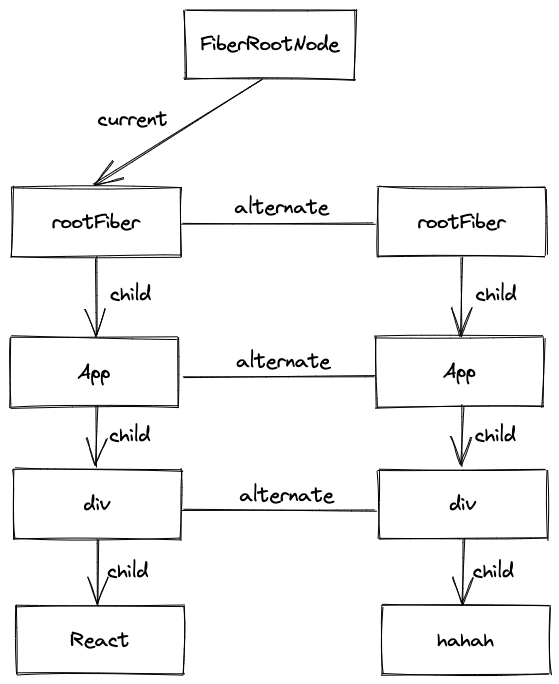 FiberRootNode
current
rootFiber
alternate
rootFiber
child
child
App
alternate
App
child
child
div
alternate
div
child
child
React
hahah